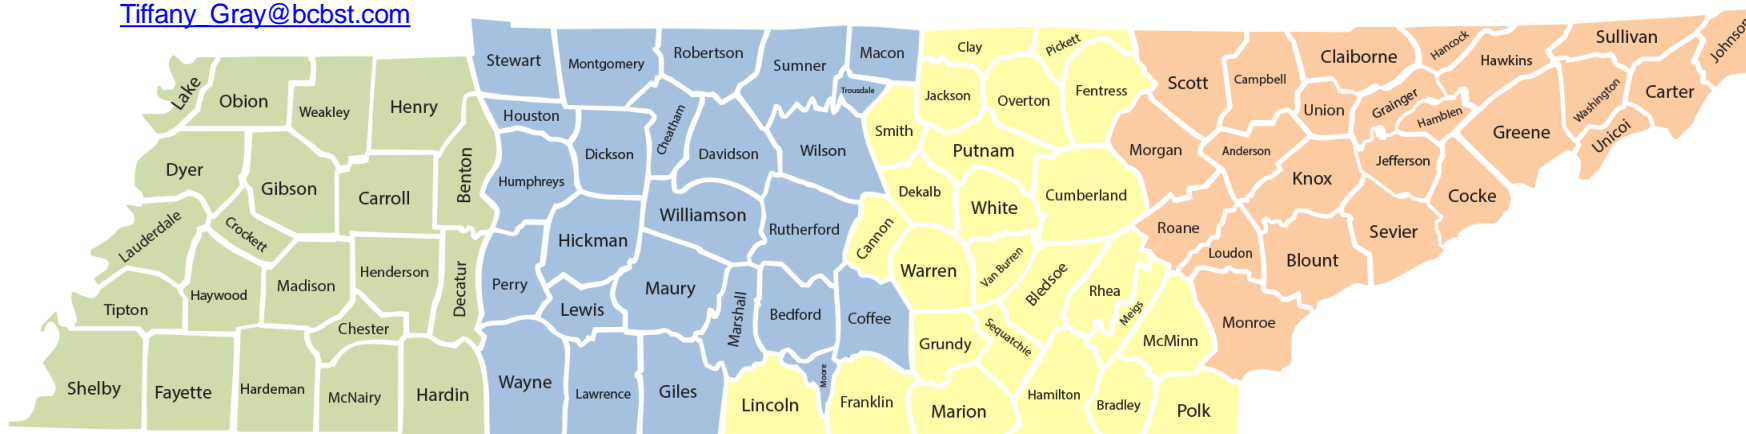 Tiffany_Gray@bcbst.com
Lake
Obion
Weakley
Henry
Stewart
Montgomery
Robertson
Sumner
Macon
Trousdale
Clay
Pickett
Jackson
Overton
Fentress
Scott
Campbell
Claiborne
Hancock
Hawkins
Sullivan
Johnson
Carter
Washington
Unicoi
Greene
Hamblen
Grainger
Union
Houston
Cheatham
Smith
Dyer
Gibson
Carroll
Benton
Humphreys
Dickson
Davidson
Wilson
Putnam
Morgan
Anderson
Knox
Jefferson
Cocke
Dekalb
White
Cumberland
Lauderdale
Crockett
Hickman
Williamson
Rutherford
Cannon
Roane
Loudon
Blount
Sevier
Tipton
Haywood
Madison
Henderson
Decatur
Perry
Lewis
Maury
Marshall
Bedford
Coffee
Warren
Van Burren
Bledsoe
Rhea
Meigs
McMinn
Monroe
Chester
Grundy
Sequatchie
Shelby
Fayette
Hardeman
McNairy
Hardin
Wayne
Lawrence
Giles
Lincoln
Moore
Franklin
Marion
Hamilton
Bradley
Polk